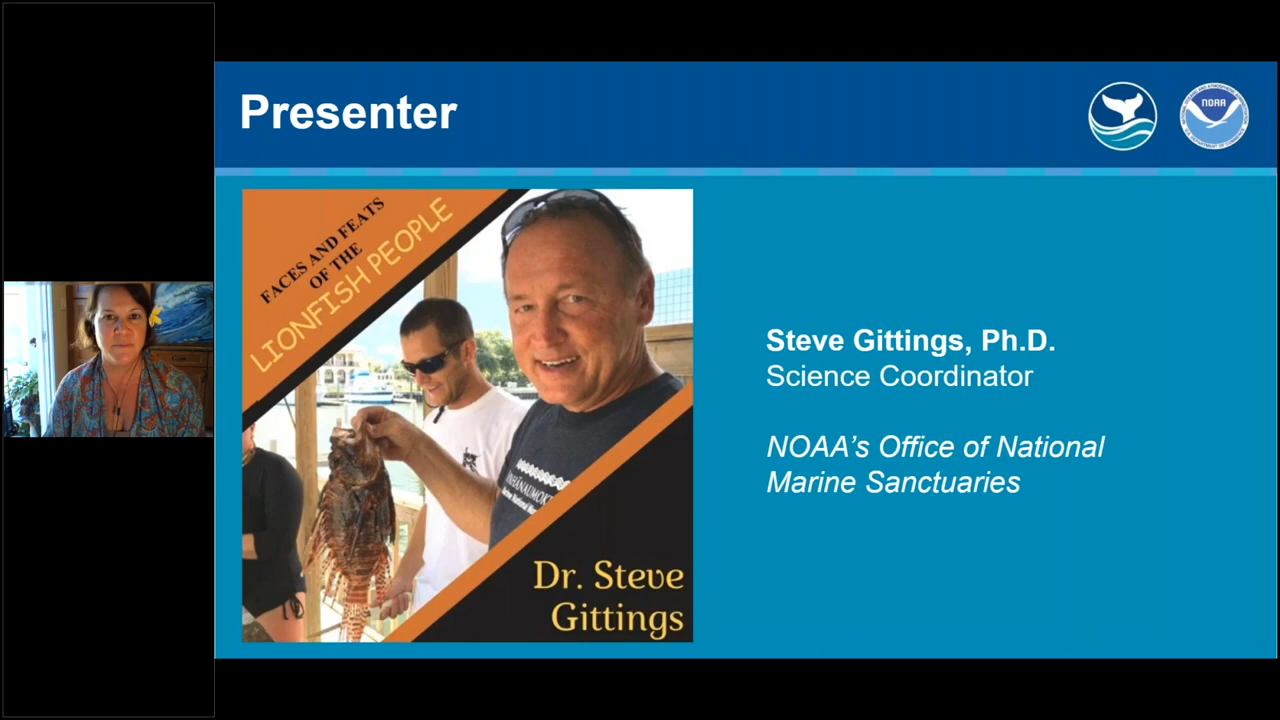 Presenter
NOAA
FACES AND FEATS
OF THE
LIONFISH PEOPLE
Dr. Steve
Gittings
Steve Gittings, Ph.D.
Science Coordinator
NOAA’s Office of National
Marine Sanctuaries